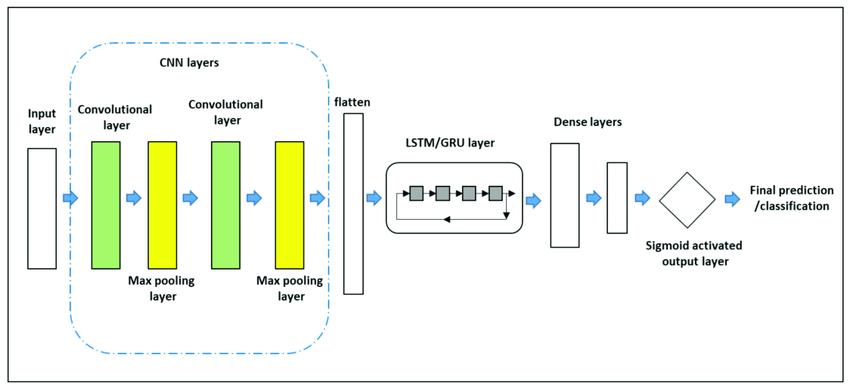 CNN layers
Input
layer
Convolutional
layer
Max pooling
layer
Convolutional
layer
Max pooling
layer
flatten
LSTM/GRU layer
Dense layers
Sigmoid activated
output layer
Final prediction
/classification